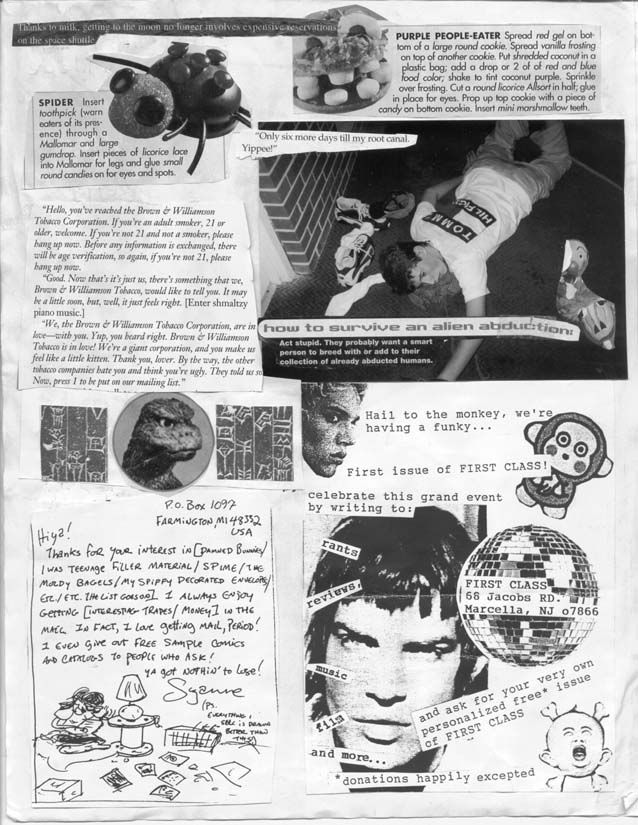 Thanks to milk, getting to the moon no longer involves expensive reservations
on the space shuttle
SPIDER Insert
toothpick (warn
eaters of its pres-
ence) through a
Mallomar and large
gumdrop. Insert pieces of licorice lace
into Mallomar for legs and glue small
round candies on for eyes and spots.
PURPLE PEOPLE-EATER Spread red gel on bot-
tom of a large round cookie. Spread vanilla frosting
on top of another cookie. Put shredded coconut in a
plastic bag; add a drop or 2 of of red and blue
food color; shake to tint coconut purple. Sprinkle
over frosting. Cut a round licorice Allsort in half; glue
in place for eyes. Prop up top cookie with a piece of
candy on bottom cookie. Insert mini marshmallow teeth.
"Only six more days till my root canal.
Yippee!"
TOMMY
HILFIGER
how to survive an alien abduction:
Act stupid. They probably want a smart
person to breed with or add to their
collection of already abducted humans.
"Hello, you've reached the Brown & Williamson
Tobacco Corporation. If you're an adult smoker, 21 or
older, welcome. If you're not 21 and not a smoker, please
hang up now. Before any information is exchanged, there
will be age verification, so again, if you're not 21, please
hang up now.
"Good. Now that's it's just us, there's something that we,
Brown & Williamson Tobacco, would like to tell you. It may
be a little soon, but, well, it just feels right. [Enter shmaltzy
piano music.]
"We, the Brown & Williamson Tobacco Corporation, are in
love—with you. Yup, you heard right. Brown & Williamson
Tobacco is in love! We're a giant corporation, and you make us
feel like a little kitten. Thank you, lover. By the way, the other
tobacco companies hate you and think you're ugly. They told us so
Now, press 1 to be put on our mailing list."
Hail to the monkey, we're
having a funky...
First issue of FIRST CLASS!
celebrate this grand event
by writing to:
rants
reviews,
music
film
and more...
FIRST CLASS
68 Jacobs RD.
Marcella, NJ o7866
and ask for your very own
personalized free* issue
of FIRST CLASS
*donations happily excepted
P.O. Box 1097
FARMINGTON, MI 48332
USA
Hiya!
Thanks for your interest in [Damned Bunnies/
I was Teenage Filler Material / Spime / The
Moldy Bagels / My Spiffy Decorated Envelopes
Etc./Etc. The list goes on] I always enjoy
getting [interesting trades / money] in the
mail. In fact, I love getting mail, period!
I even give out free sample comics
and catalogs to people who ask!
Ya got nothin' to lose!
Suzanne
(PS.
Everything
else is drawn
better than
this)